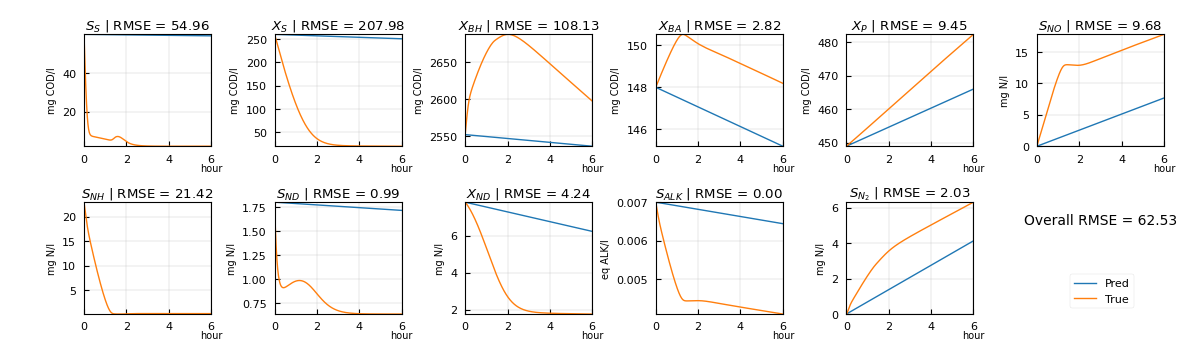 S_S | RMSE = 54.96
mg COD/l
40
20
0 2 4 6
hour
X_S | RMSE = 207.98
mg COD/l
250
200
150
100
50
0 2 4 6
hour
X_BH | RMSE = 108.13
mg COD/l
2650
2600
2550
0 2 4 6
hour
X_BA | RMSE = 2.82
mg COD/l
150
148
146
0 2 4 6
hour
X_P | RMSE = 9.45
mg COD/l
480
470
460
450
0 2 4 6
hour
S_NO | RMSE = 9.68
mg N/l
15
10
5
0
0 2 4 6
hour
S_NH | RMSE = 21.42
mg N/l
20
15
10
5
0 2 4 6
hour
S_ND | RMSE = 0.99
mg N/l
1.75
1.50
1.25
1.00
0.75
0 2 4 6
hour
X_ND | RMSE = 4.24
mg N/l
6
4
2
0 2 4 6
hour
S_ALK | RMSE = 0.00
eq ALK/l
0.007
0.006
0.005
0 2 4 6
hour
S_N2 | RMSE = 2.03
mg N/l
6
4
2
0
0 2 4 6
hour
Overall RMSE = 62.53
Pred
True